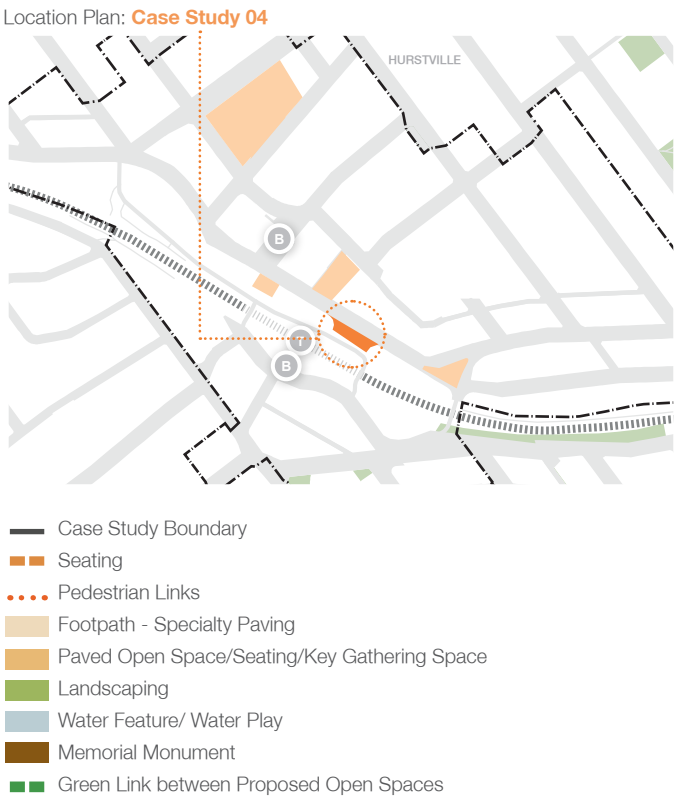 Location Plan: Case Study 04
HURSTVILLE
B
T
B
Case Study Boundary
Seating
Pedestrian Links
Footpath - Specialty Paving
Paved Open Space/Seating/Key Gathering Space
Landscaping
Water Feature/ Water Play
Memorial Monument
Green Link between Proposed Open Spaces